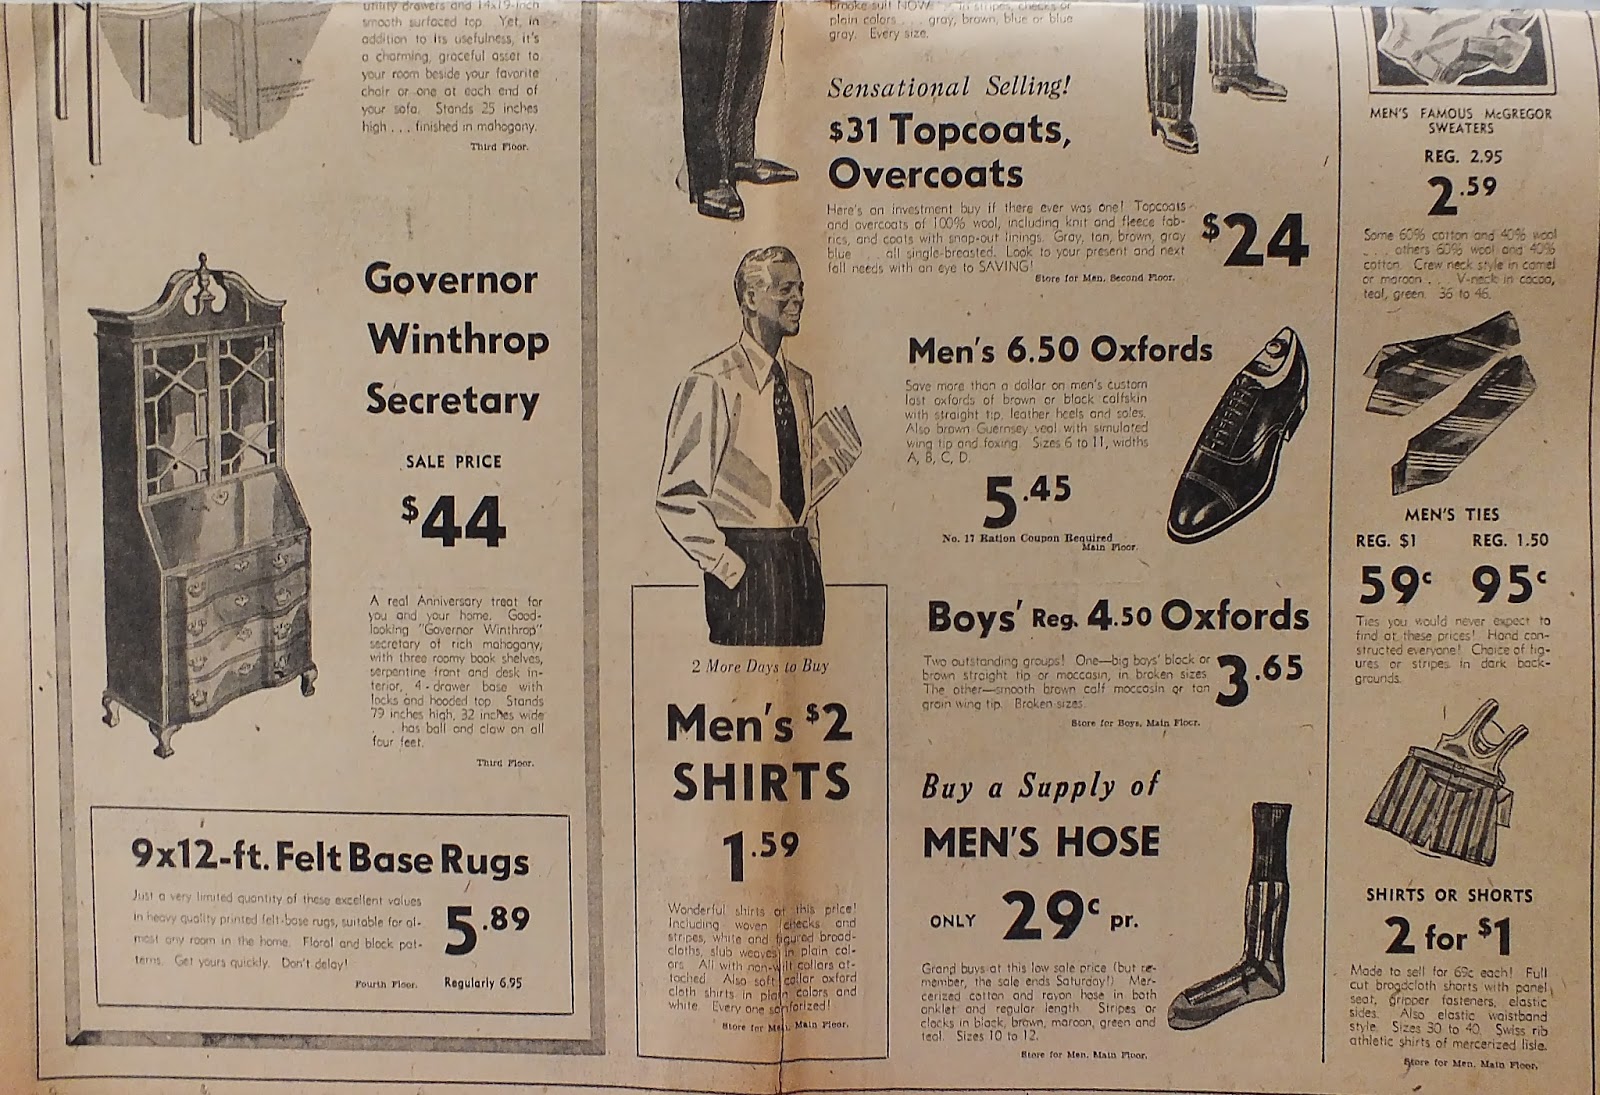 utility drawers and 14x19-inch
smooth surfaced top. Yet, in
addition to its usefulness, it's
a charming, graceful asset to
your room beside your favorite
chair or one at each end of
your sofa. Stands 25 inches
high . . . finished in mahogany.
Third Floor.
Governor
Winthrop
Secretary
SALE PRICE
$44
A real Anniversary treat for
you and your home. Good-
looking "Governor Winthrop"
secretary of rich mahogany,
with three roomy book shelves,
serpentine front and desk in-
terior, 4-drawer base with
locks and hooded top. Stands
79 inches high, 32 inches wide
. . . has ball and claw on all
four feet.
Third Floor.
9x12-ft. Felt Base Rugs
Just a very limited quantity of these excellent values
in heavy quality printed felt-base rugs, suitable for al-
most any room in the home. Floral and block pat-
terns. Get yours quickly. Don't delay!
5.89
Fourth Floor. Regularly 6.95
2 More Days to Buy
Men's $2
SHIRTS
1.59
Wonderful shirts at this price!
Including woven checks and
stripes, white and figured broad-
cloths, slub weaves in plain col-
ors. All with non-wilt collars at-
tached. Also soft collar oxford
cloth shirts in plain colors and
white. Every one sanforized!
Store for Men, Main Floor.
brooke suit NOW in stripes, checks or
plain colors . . . gray, brown, blue or blue
gray. Every size.
Sensational Selling!
$31 Topcoats,
Overcoats
Here's an investment buy if there ever was one! Topcoats
and overcoats of 100% wool, including knit and fleece fab-
rics, and coats with snap-out linings. Gray, tan, brown, gray
blue . . . all single-breasted. Look to your present and next
fall needs with an eye to SAVING!
Store for Men, Second Floor.
$24
Men's 6.50 Oxfords
Save more than a dollar on men's custom
last oxfords of brown or black calfskin
with straight tip, leather heels and soles.
Also brown Guernsey veal with simulated
wing tip and foxing. Sizes 6 to 11, widths
A, B, C, D.
5.45
No. 17 Ration Coupon Required
Main Floor.
Boys' Reg. 4.50 Oxfords
Two outstanding groups! One—big boys' black or
brown straight tip or moccasin, in broken sizes.
The other—smooth brown calf moccasin or tan
grain wing tip. Broken sizes.
3.65
Store for Boys, Main Floor.
Buy a Supply of
MEN'S HOSE
ONLY 29c pr.
Grand buys at this low sale price (but re-
member, the sale ends Saturday!) Mer-
cerized cotton and rayon hose in both
anklet and regular length. Stripes or
clocks in black, brown, maroon, green and
teal. Sizes 10 to 12.
Store for Men, Main Floor.
MEN'S FAMOUS McGREGOR
SWEATERS
REG. 2.95
2.59
Some 60% cotton and 40% wool
. . . others 60% wool and 40%
cotton. Crew neck style in camel
or maroon . . . V-neck in cocoa,
teal, green. 36 to 46.
MEN'S TIES
REG. $1 REG. 1.50
59c 95c
Ties you would never expect to
find at these prices! Hand con-
structed everyone! Choice of fig-
ures or stripes in dark back-
grounds.
SHIRTS OR SHORTS
2 for $1
Made to sell for 69c each! Full
cut broadcloth shorts with panel
seat, gripper fasteners, elastic
sides. Also elastic waistband
style. Sizes 30 to 40. Swiss rib
athletic shirts of mercerized lisle.
Store for Men, Main Floor.